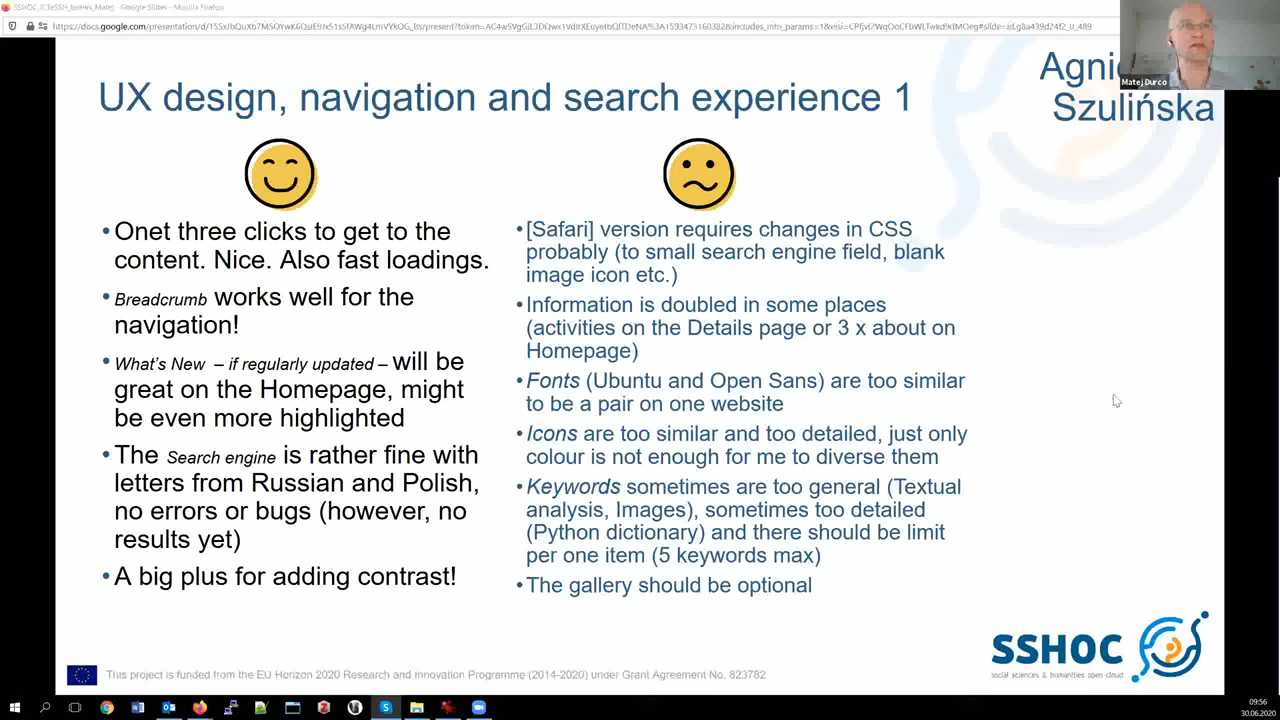 SSHOC_ICTeSSH_testers_Matej - Google Slides - Mozilla Firefox
UX design, navigation and search experience 1
Agni
Szulińska
Matej Durco
•Onet three clicks to get to the
content. Nice. Also fast loadings.
•Breadcrumb works well for the
navigation!
•What's New – if regularly updated – will be
great on the Homepage, might
be even more highlighted
•The Search engine is rather fine with
letters from Russian and Polish,
no errors or bugs (however, no
results yet)
•A big plus for adding contrast!
•[Safari] version requires changes in CSS
probably (to small search engine field, blank
image icon etc.)
•Information is doubled in some places
(activities on the Details page or 3 x about on
Homepage)
•Fonts (Ubuntu and Open Sans) are too similar
to be a pair on one website
•Icons are too similar and too detailed, just only
colour is not enough for me to diverse them
•Keywords sometimes are too general (Textual
analysis, Images), sometimes too detailed
(Python dictionary) and there should be limit
per one item (5 keywords max)
•The gallery should be optional
SSHOC
social sciences & humanities open cloud
This project is funded from the EU Horizon 2020 Research and Innovation Programme (2014-2020) under Grant Agreement No. 823782
09:56
30.06.2020